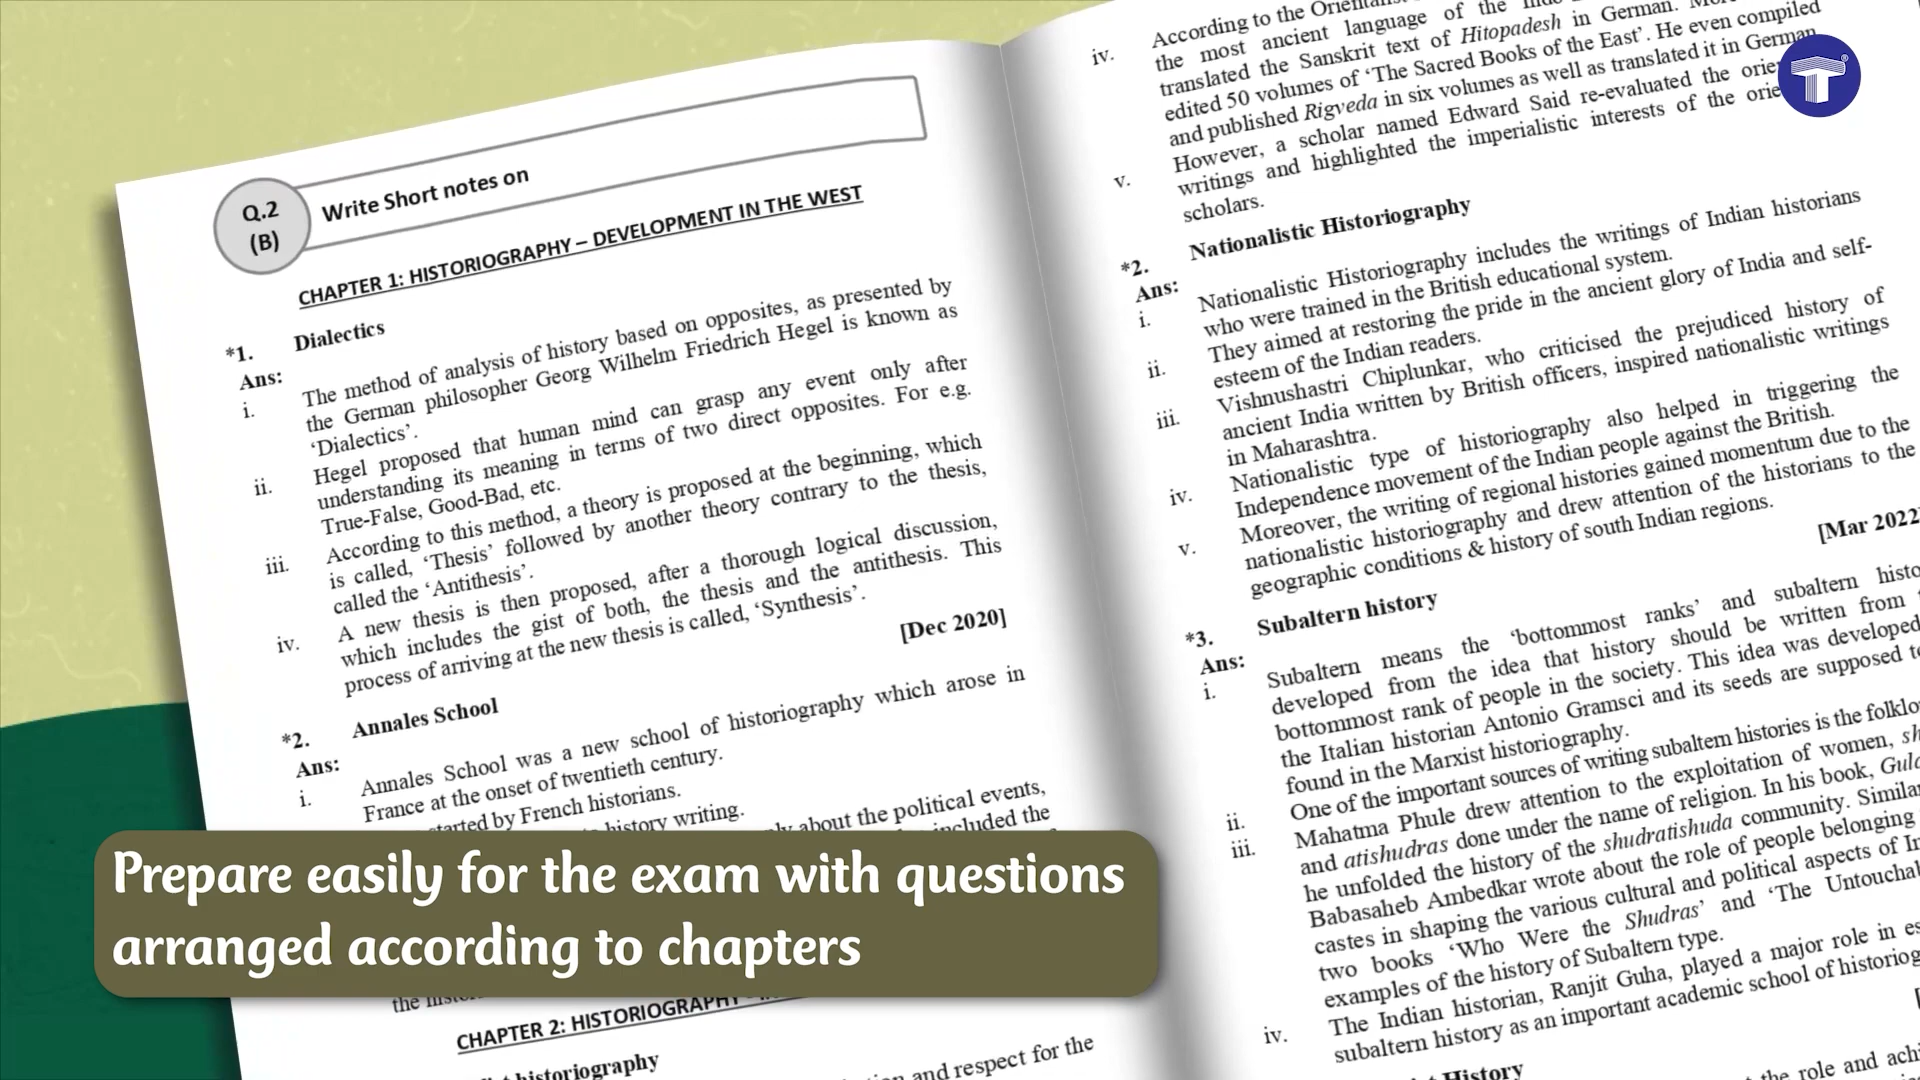 Q.2
(B)
Write Short notes on
CHAPTER 1: HISTORIOGRAPHY – DEVELOPMENT IN THE WEST
*1. Dialectics
Ans:
i. The method of analysis of history based on opposites, as presented by
the German philosopher Georg Wilhelm Friedrich Hegel is known as
‘Dialectics’.
ii. Hegel proposed that human mind can grasp any event only after
understanding its meaning in terms of two direct opposites. For e.g.
True-False, Good-Bad, etc.
iii. According to this method, a theory is proposed at the beginning, which
is called, ‘Thesis’ followed by another theory contrary to the thesis,
called the ‘Antithesis’.
iv. A new thesis is then proposed, after a thorough logical discussion,
which includes the gist of both, the thesis and the antithesis. This
process of arriving at the new thesis is called, ‘Synthesis’.
[Dec 2020]
*2. Annales School
Ans:
i. Annales School was a new school of historiography which arose in
France at the onset of twentieth century.
started by French historians.
history writing.
about the political events,
included the
the
CHAPTER 2: HISTORIOGRAPHY
historiography
and respect for the
iv. According to the
the most ancient language of the
translated the Sanskrit text of Hitopadesh in German.
edited 50 volumes of ‘The Sacred Books of the East’. He even compiled
and published Rigveda in six volumes as well as translated it in German.
v. However, a scholar named Edward Said re-evaluated the
writings and highlighted the imperialistic interests of the
scholars.
*2. Nationalistic Historiography
Ans:
i. Nationalistic Historiography includes the writings of Indian historians
who were trained in the British educational system.
ii. They aimed at restoring the pride in the ancient glory of India and self-
esteem of the Indian readers.
iii. Vishnushastri Chiplunkar, who criticised the prejudiced history of
ancient India written by British officers, inspired nationalistic writings
in Maharashtra.
iv. Nationalistic type of historiography also helped in triggering the
Independence movement of the Indian people against the British.
v. Moreover, the writing of regional histories gained momentum due to the
nationalistic historiography and drew attention of the historians to the
geographic conditions & history of south Indian regions.
[Mar 2022
*3. Subaltern history
Ans:
i. Subaltern means the ‘bottommost ranks’ and subaltern
developed from the idea that history should be written from
bottommost rank of people in the society. This idea was developed
the Italian historian Antonio Gramsci and its seeds are supposed
found in the Marxist historiography.
ii. One of the important sources of writing subaltern histories is the
iii. Mahatma Phule drew attention to the exploitation of women,
and atishudras done under the name of religion. In his book,
he unfolded the history of the shudratishuda community.
Babasaheb Ambedkar wrote about the role of people belonging
castes in shaping the various cultural and political aspects of
two books ‘Who Were the Shudras’ and ‘The
examples of the history of Subaltern type.
iv. The Indian historian, Ranjit Guha, played a major role in
subaltern history as an important academic school of
History
the role and
Prepare easily for the exam with questions
arranged according to chapters